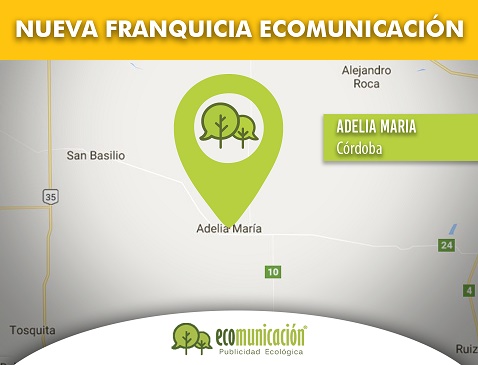 NUEVA FRANQUICIA ECOMUNICACIÓN
Alejandro
Roca
ADELIA MARIA
Córdoba
San Basilio
35
Adelia María
24
10
4
Tosquita
Ruiz
ecomunicación®
Publicidad Ecológica